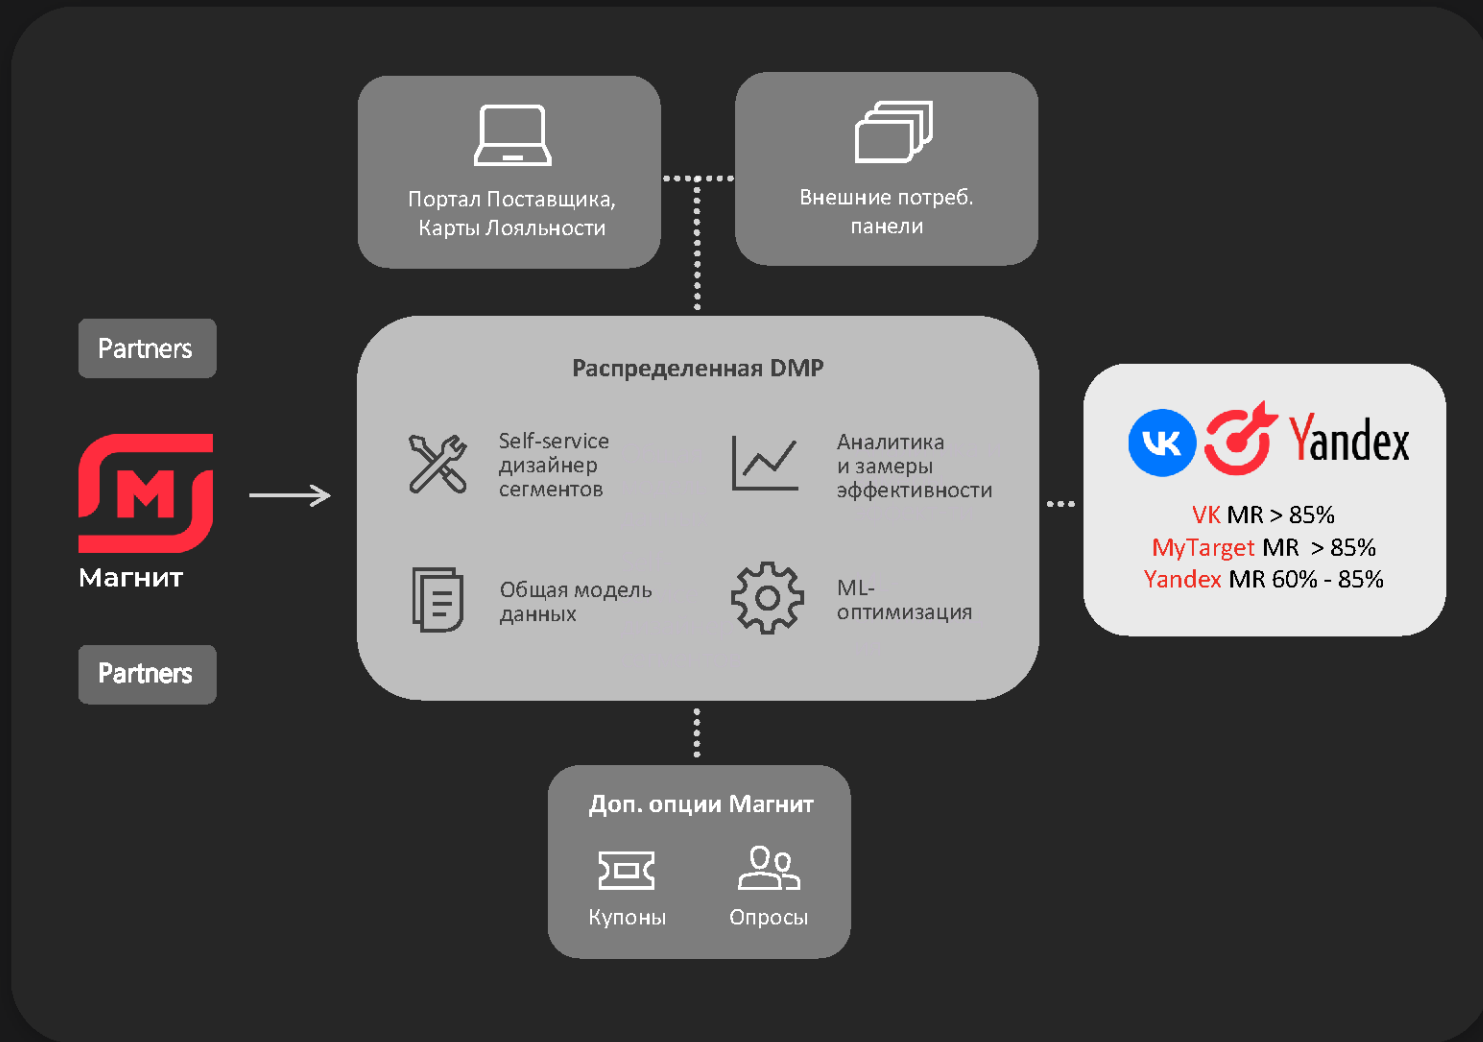 Портал Поставщика,
Карты Лояльности
Внешние потреб.
панели
Partners
М
Магнит
Partners
Распределенная DMP
Self-service
дизайнер
сегментов
Аналитика
и замеры
эффективности
Общая модель
данных
ML-
оптимизация
VK Yandex
VK MR > 85%
MyTarget MR > 85%
Yandex MR 60% - 85%
Доп. опции Магнит
Купоны
Опросы